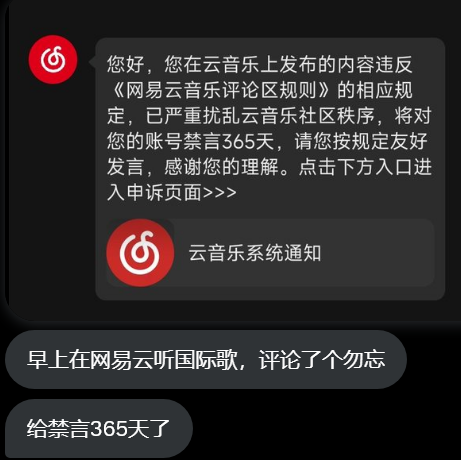 您好，您在云音乐上发布的内容违反
《网易云音乐评论区规则》的相应规
定，已严重扰乱云音乐社区秩序，将对
您的账号禁言365天，请您按规定友好
发言，感谢您的理解。点击下方入口进
入申诉页面>>>
云音乐系统通知
早上在网易云听国际歌，评论了个勿忘
给禁言365天了